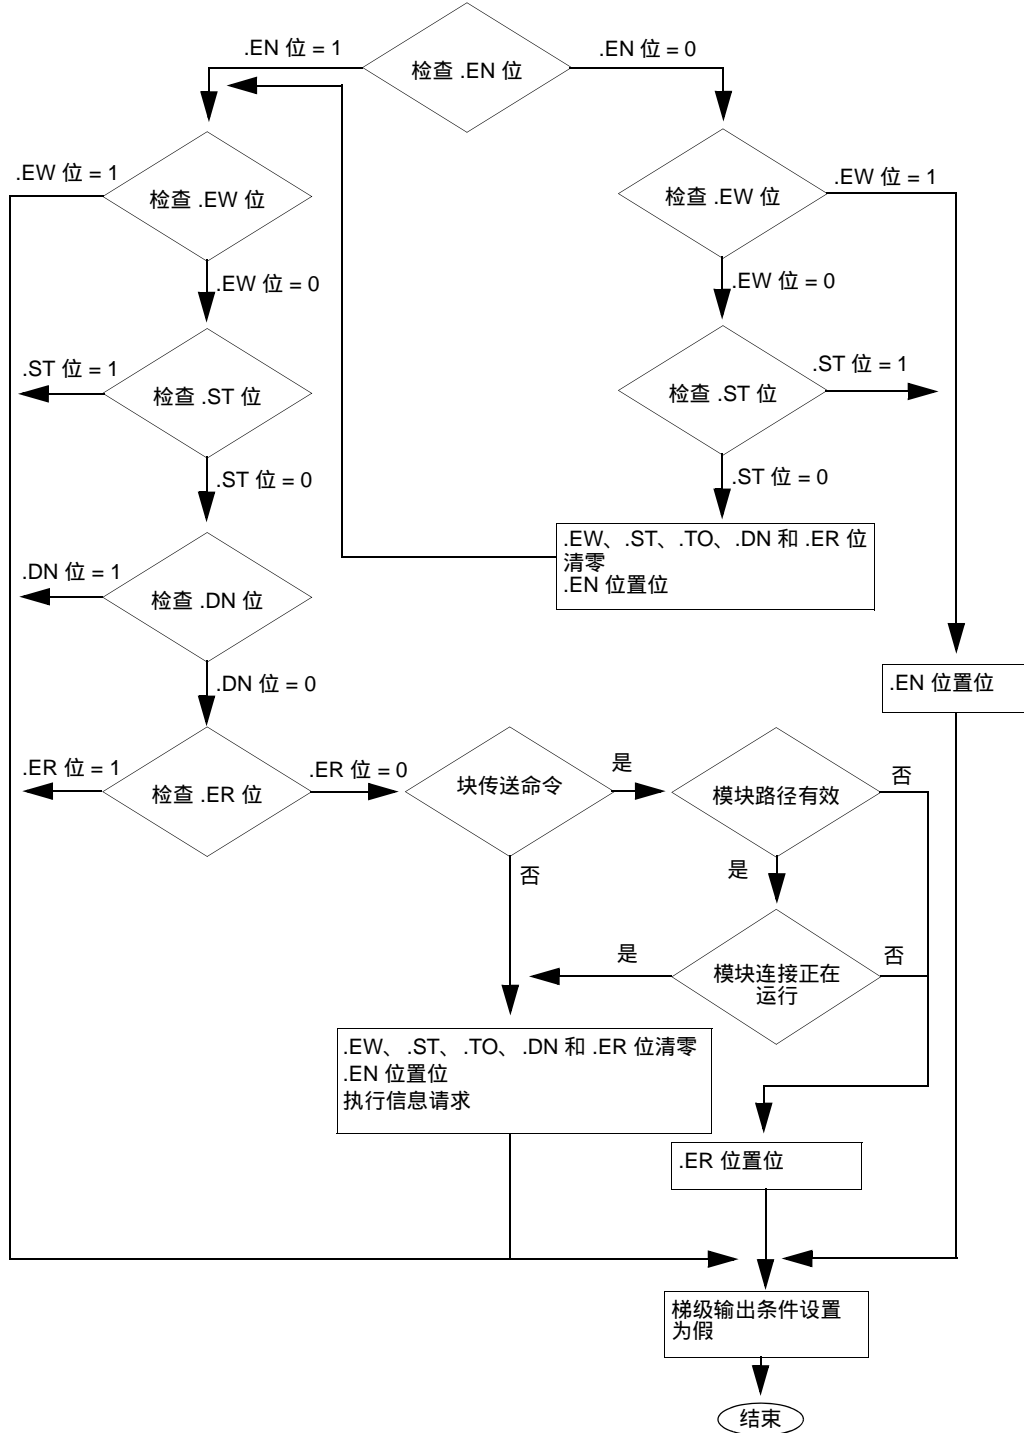 .EN 位 = 1
.EN 位 = 0
检查 .EN 位
.EW 位 = 1
检查 .EW 位
检查 .EW 位
.EW 位 = 1
.EW 位 = 0
.EW 位 = 0
.ST 位 = 1
检查 .ST 位
检查 .ST 位
.ST 位 = 1
.ST 位 = 0
.ST 位 = 0
.EW、.ST、.TO、.DN 和 .ER 位
清零
.EN 位置位
.DN 位 = 1
检查 .DN 位
.DN 位 = 0
.EN 位置位
.ER 位 = 1
检查 .ER 位
.ER 位 = 0
块传送命令
是
模块路径有效
否
否
是
是
模块连接正在
运行
否
.EW、.ST、.TO、.DN 和 .ER 位清零
.EN 位置位
执行信息请求
.ER 位置位
梯级输出条件设置
为假
结束